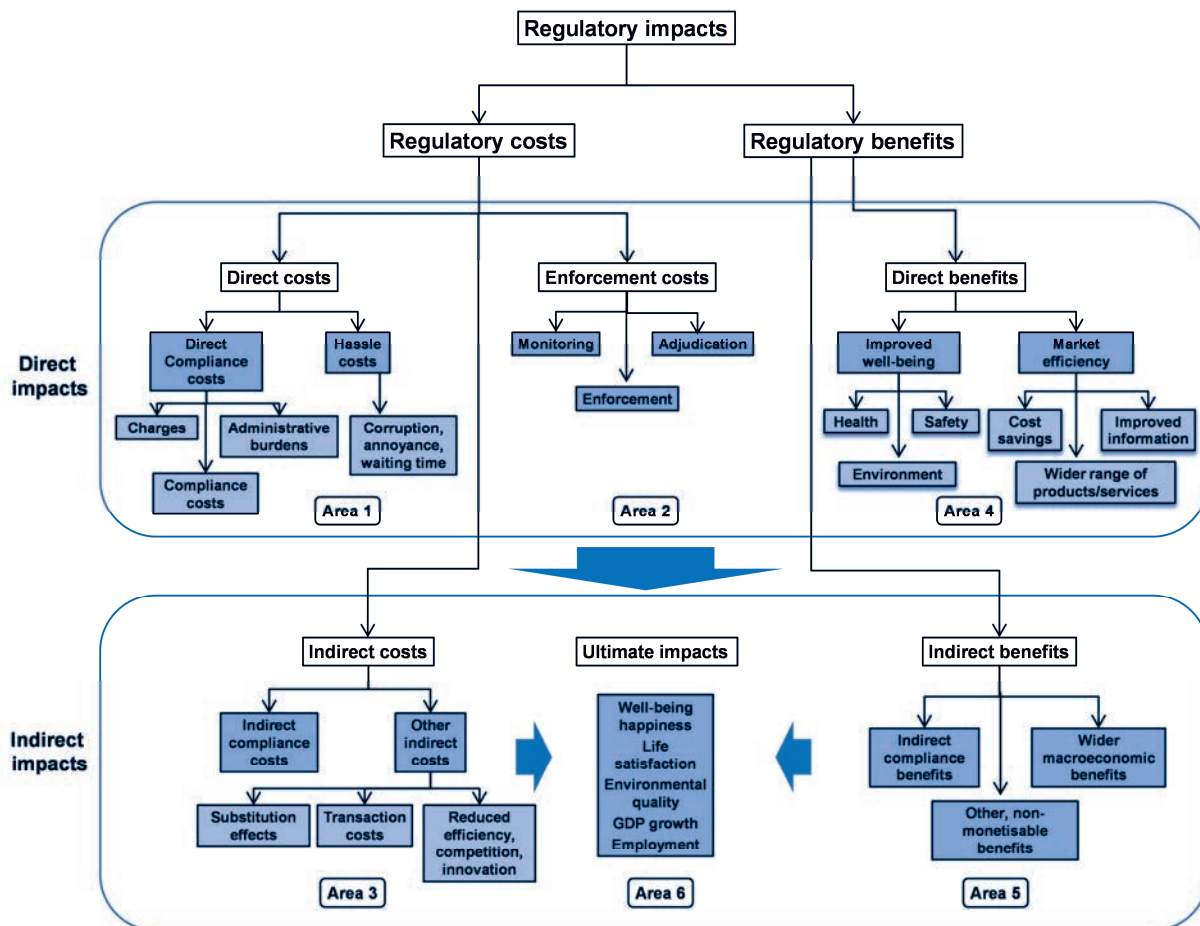 Regulatory impacts
Regulatory costs
Regulatory benefits
Direct
impacts
Direct costs
Enforcement costs
Direct benefits
Direct
Compliance
costs
Hassle
costs
Monitoring
Adjudication
Improved
well-being
Market
efficiency
Enforcement
Charges
Administrative
burdens
Corruption,
annoyance,
waiting time
Health
Safety
Cost
savings
Improved
information
Compliance
costs
Environment
Wider range of
products/services
Area 1
Area 2
Area 4
Indirect
impacts
Indirect costs
Ultimate impacts
Indirect benefits
Indirect
compliance
costs
Other
indirect
costs
Well-being
happiness
Life
satisfaction
Environmental
quality
GDP growth
Employment
Indirect
compliance
benefits
Wider
macroeconomic
benefits
Substitution
effects
Transaction
costs
Reduced
efficiency,
competition,
innovation
Other, non-
monetisable
benefits
Area 3
Area 6
Area 5